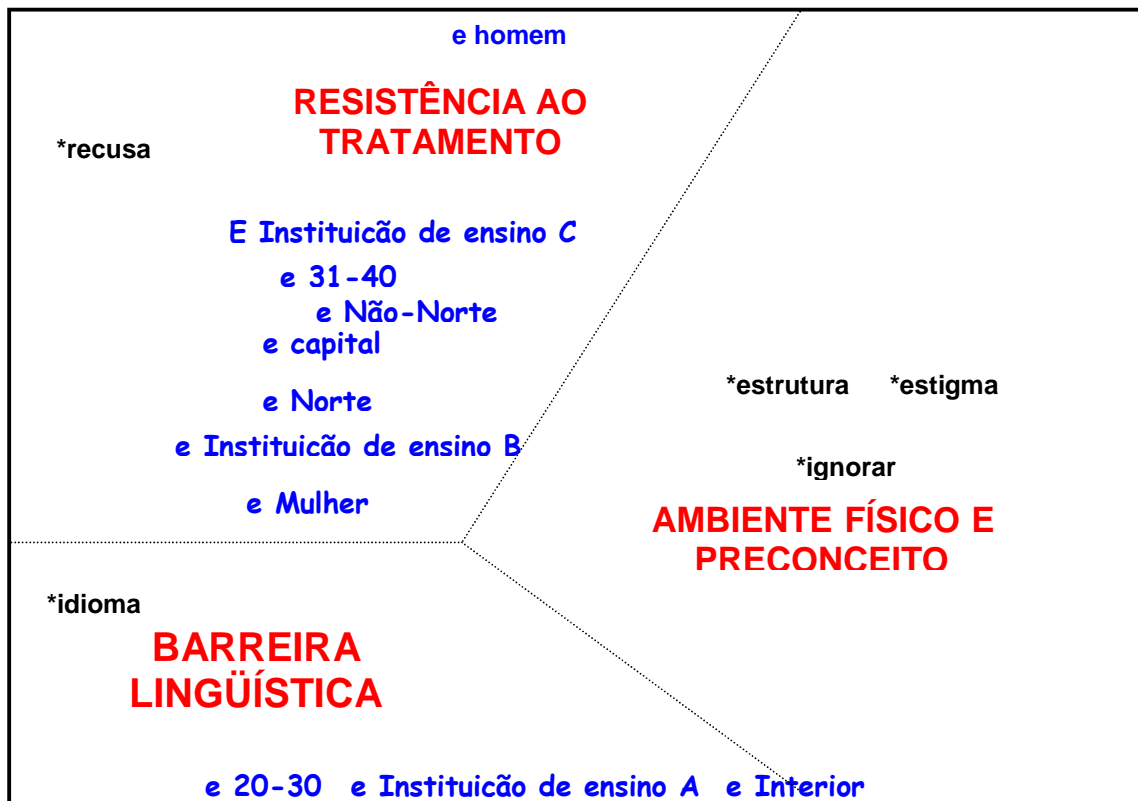 e homem
RESISTÊNCIA AO
TRATAMENTO
*recusa
E Instituicão de ensino C
e 31-40
e Não-Norte
e capital
e Norte
e Instituicão de ensino B
e Mulher
*estrutura *estigma
*ignorar
AMBIENTE FÍSICO E
PRECONCEITO
*idioma
BARREIRA
LINGÜÍSTICA
e 20-30 e Instituicão de ensino A e Interior